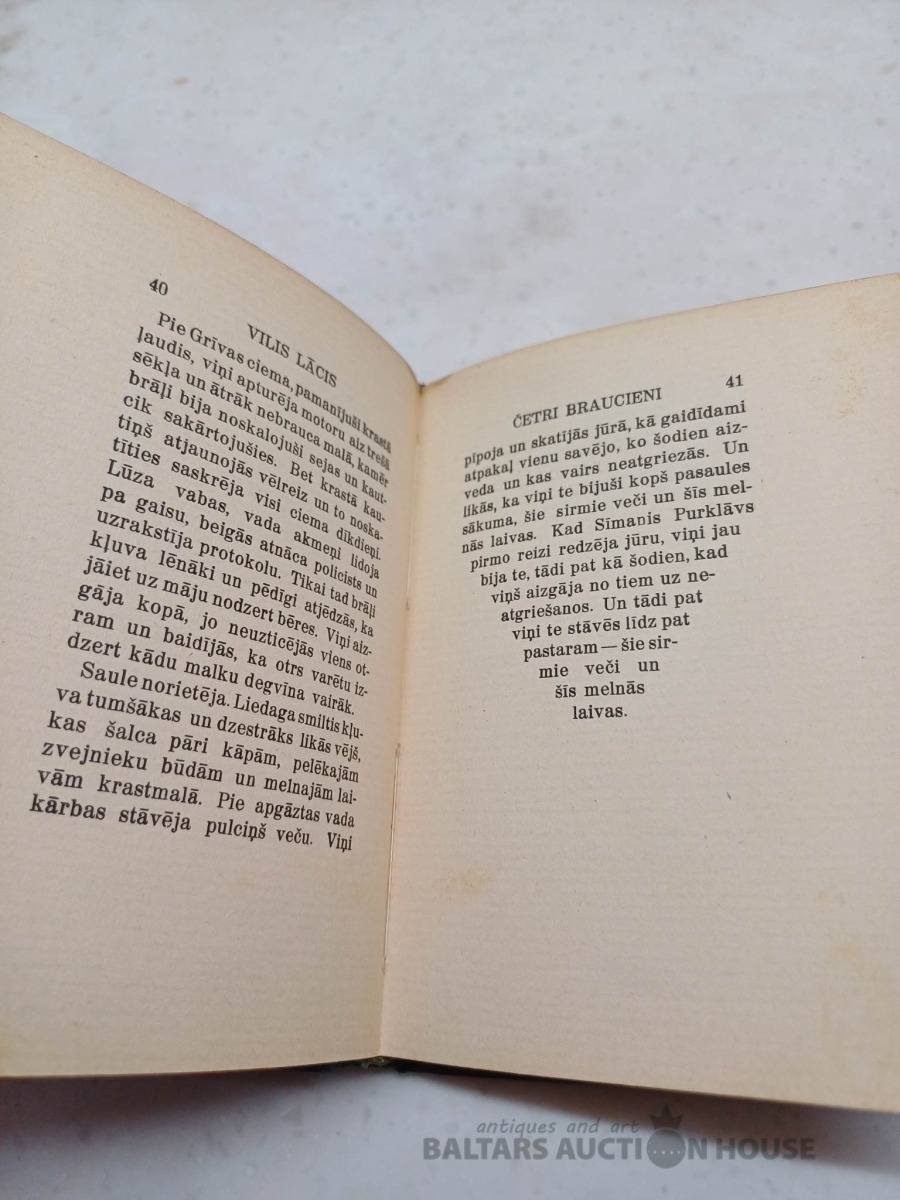 40
VILIS LĀCIS
Pie Grīvas ciema, pamanījuši krastā
ļaudis, viņi apturēja motoru aiz trešā
sēkļa un ātrāk nebrauca malā, kamēr
brāļi bija noskalojuši sejas un kaut-
cik sakārtojušies. Bet krastā kau-
tiņš atjaunojās vēlreiz un to noska-
tīties saskrēja visi ciema dīkdieņi.
Lūza vabas, vada akmeņi lidoja
pa gaisu, beigās atnāca policists un
uzrakstīja protokolu. Tikai tad brāļi
kļuva lēnāki un pēdīgi atjēdzās, ka
jāiet uz māju nodzert bēres. Viņi aiz-
gāja kopā, jo neuzticējās viens ot-
ram un baidījās, ka otrs varētu iz-
dzert kādu malku degvīna vairāk.
Saule norietēja. Liedaga smiltis kļu-
va tumšākas un dzestrāks likās vējš,
kas šalca pāri kāpām, pelēkajām
zvejnieku būdām un melnajām lai-
vām krastmalā. Pie apgāztas vada
kārbas stāvēja pulciņš veču. Viņi
ČETRI BRAUCIENI
41
pīpoja un skatījās jūrā, kā gaidīdami
atpakaļ vienu savējo, ko šodien aiz-
veda un kas vairs neatgriezās. Un
likās, ka viņi te bijuši kopš pasaules
sākuma, šie sirmie veči un šīs mel-
nās laivas. Kad Sīmanis Purklāvs
pirmo reizi redzēja jūru, viņi jau
bija te, tādi pat kā šodien, kad
viņš aizgāja no tiem uz ne-
atgriešanos. Un tādi pat
viņi te stāvēs līdz pat
pastaram — šie sir-
mie veči un
šīs melnās
laivas.
antiques and art
BALTARS AUCTION HOUSE